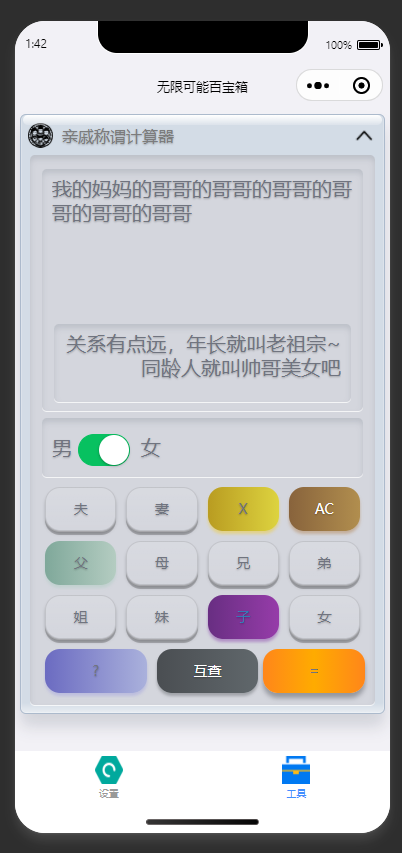 1:42
100%
无限可能百宝箱
亲戚称谓计算器
我的妈妈的哥哥的哥哥的哥哥的哥
哥的哥哥的哥哥
关系有点远，年长就叫老祖宗~
同龄人就叫帅哥美女吧
男 女
夫 妻 X AC
父 母 兄 弟
姐 妹 子 女
? 互查 =
设置 工具